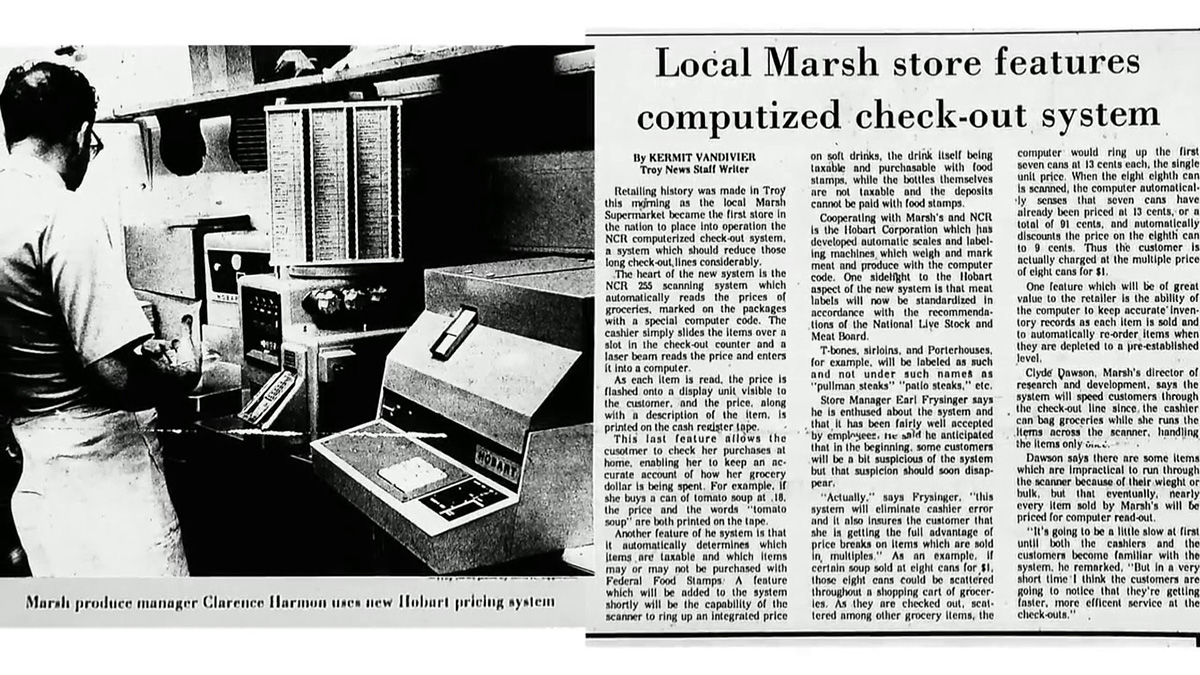 HOBART
HOBART
Marsh produce manager Clarence Harmon uses new Hobart pricing system
Local Marsh store features
computized check-out system
By KERMIT VANDIVIER
Troy News Staff Writer
Retailing history was made in Troy
this morning as the local Marsh
Supermarket became the first store in
the nation to place into operation the
NCR computerized check-out system,
a system which should reduce those
long check-out lines considerably.
The heart of the new system is the
NCR 255 scanning system which
automatically reads the prices of
groceries, marked on the packages
with a special computer code. The
cashier simply slides the items over a
slot in the check-out counter and a
laser beam reads the price and enters
it into a computer.
As each item is read, the price is
flashed onto a display unit visible to
the customer, and the price, along
with a description of the item, is
printed on the cash register tape.
This last feature allows the
cusotmer to check her purchases at
home, enabling her to keep an ac-
curate account of how her grocery
dollar is being spent. For example, if
she buys a can of tomato soup at .18,
the price and the words "tomato
soup" are both printed on the tape.
Another feature of he system is that
it automatically determines which
items are taxable and which items
may or may not be purchased with
Federal Food Stamps. A feature
which will be added to the system
shortly will be the capability of the
scanner to ring up an integrated price
on soft drinks, the drink itself being
taxable and purchasable with food
stamps, while the bottles themselves
are not taxable and the deposits
cannot be paid with food stamps.
Cooperating with Marsh's and NCR
is the Hobart Corporation which has
developed automatic scales and label-
ing machines which weigh and mark
meat and produce with the computer
code. One sidelight to the Hobart
aspect of the new system is that meat
labels will now be standardized in
accordance with the recommenda-
tions of the National Live Stock and
Meat Board.
T-bones, sirloins, and Porterhouses,
for example, will be labeled as such
and not under such names as
"pullman steaks" "patio steaks," etc.
Store Manager Earl Frysinger says
he is enthused about the system and
that it has been fairly well accepted
by employees. He said he anticipated
that in the beginning, some customers
will be a bit suspicious of the system
but that suspicion should soon disap-
pear.
"Actually," says Frysinger, "this
system will eliminate cashier error
and it also insures the customer that
she is getting the full advantage of
price breaks on items which are sold
in multiples." As an example, if
certain soup sold at eight cans for $1,
those eight cans could be scattered
throughout a shopping cart of grocer-
ies. As they are checked out, scat-
tered among other grocery items, the
computer would ring up the first
seven cans at 13 cents each, the single
unit price. When the eight eighth can
is scanned, the computer automatical-
ly senses that seven cans have
already been priced at 13 cents, or a
total of 91 cents, and automatically
discounts the price on the eighth can
to 9 cents. Thus the customer is
actually charged at the multiple price
of eight cans for $1.
One feature which will be of great
value to the retailer is the ability of
the computer to keep accurate inven-
tory records as each item is sold and
to automatically re-order items when
they are depleted to a pre-established
level.
Clyde Dawson, Marsh's director of
research and development, says the
system will speed customers through
the check-out line since the cashier
can bag groceries while she runs the
items across the scanner, handling
the items only once.
Dawson says there are some items
which are impractical to run through
the scanner because of their wieght or
bulk, but that eventually, nearly
every item sold by Marsh's will be
priced for computer read-out.
"It's going to be a little slow at first
until both the cashiers and the
customers become familiar with the
system, he remarked, "But in a very
short time I think the customers are
going to notice that they're getting
faster, more efficent service at the
check-outs."